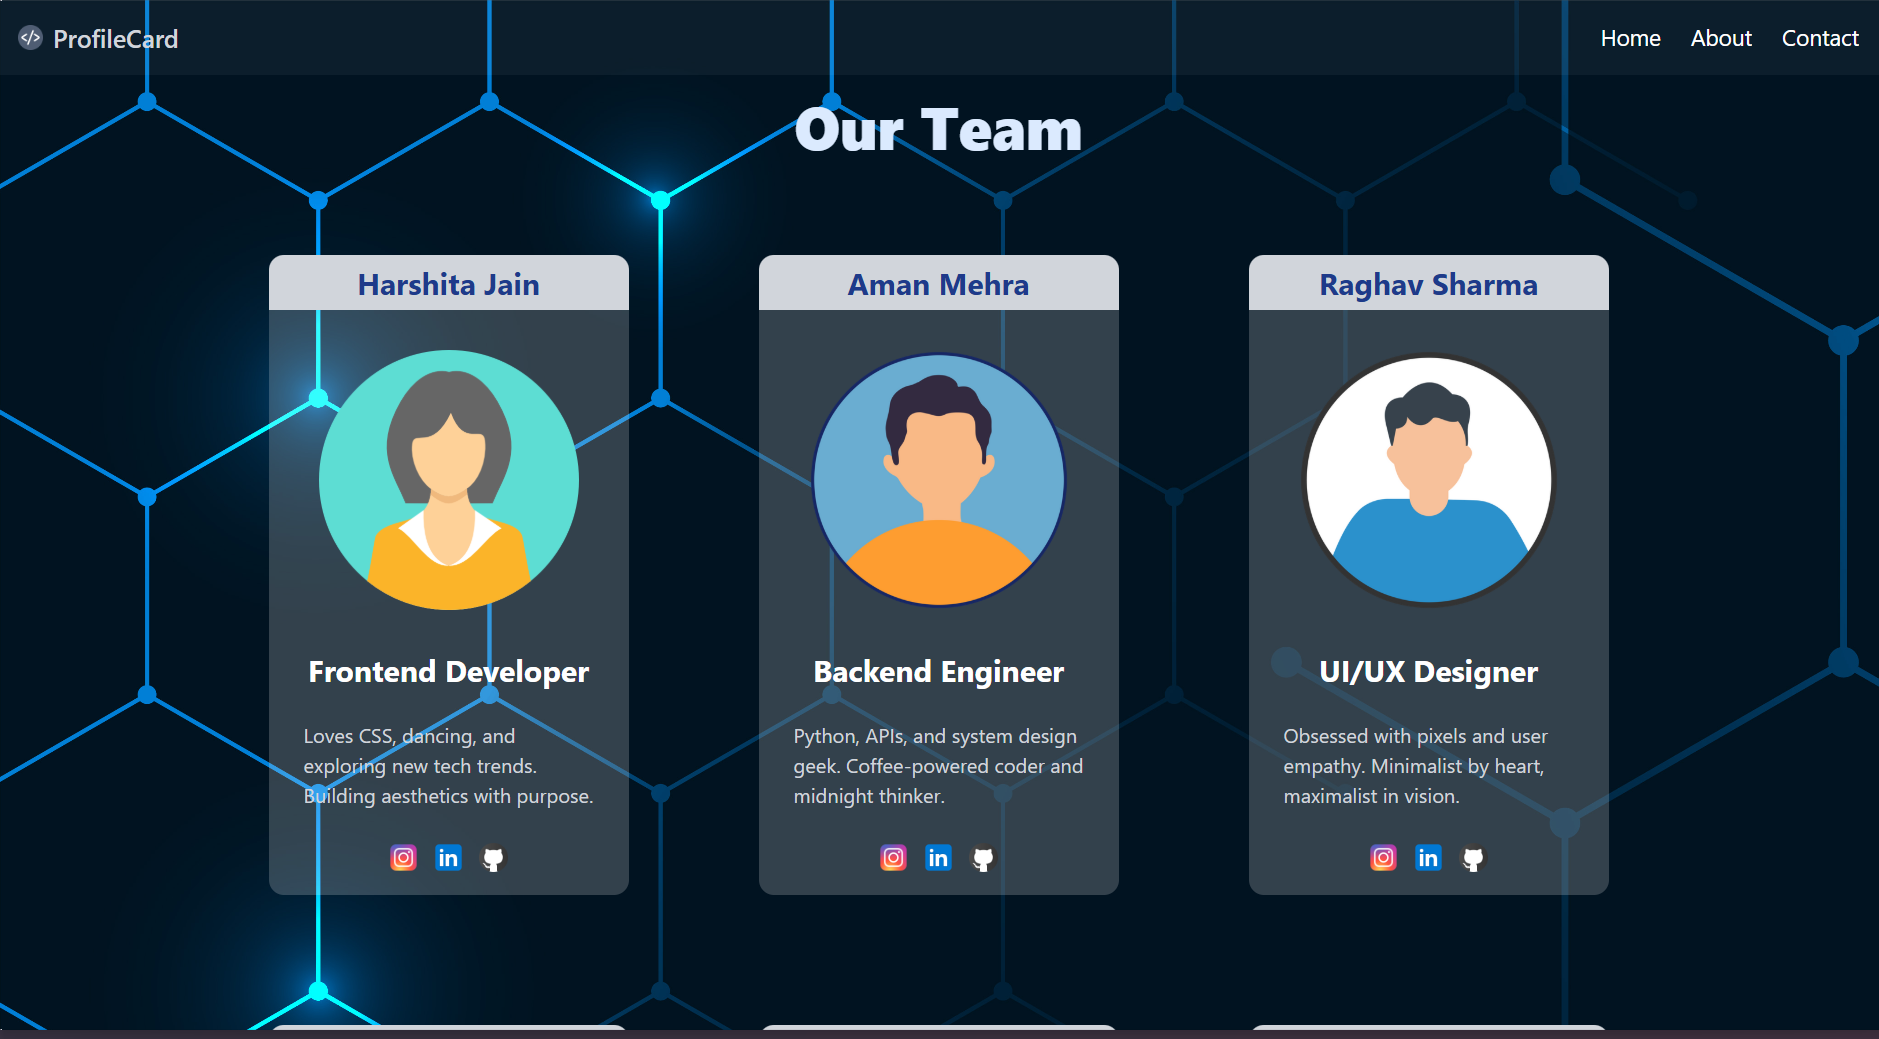 ProfileCard
Home About Contact
Our Team
Harshita Jain
Frontend Developer
Loves CSS, dancing, and
exploring new tech trends.
Building aesthetics with purpose.
in
Aman Mehra
Backend Engineer
Python, APIs, and system design
geek. Coffee-powered coder and
midnight thinker.
in
Raghav Sharma
UI/UX Designer
Obsessed with pixels and user
empathy. Minimalist by heart,
maximalist in vision.
in